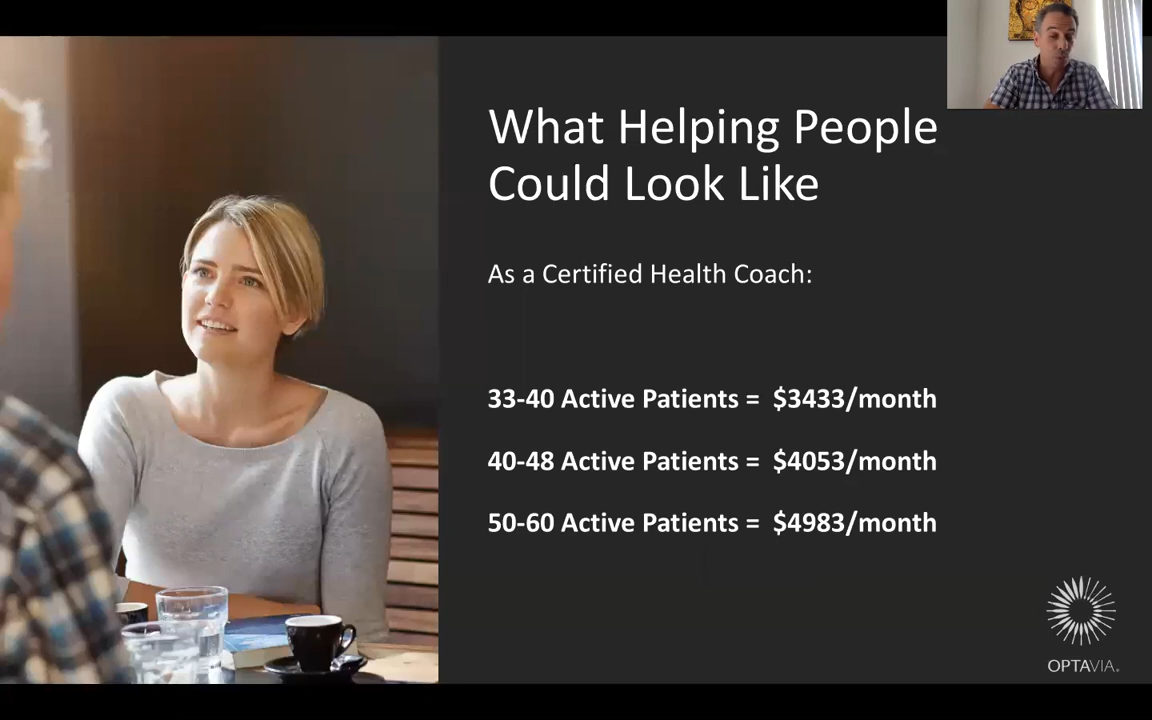 What Helping People
Could Look Like
As a Certified Health Coach:
33-40 Active Patients = $3433/month
40-48 Active Patients = $4053/month
50-60 Active Patients = $4983/month
OPTAVIA.